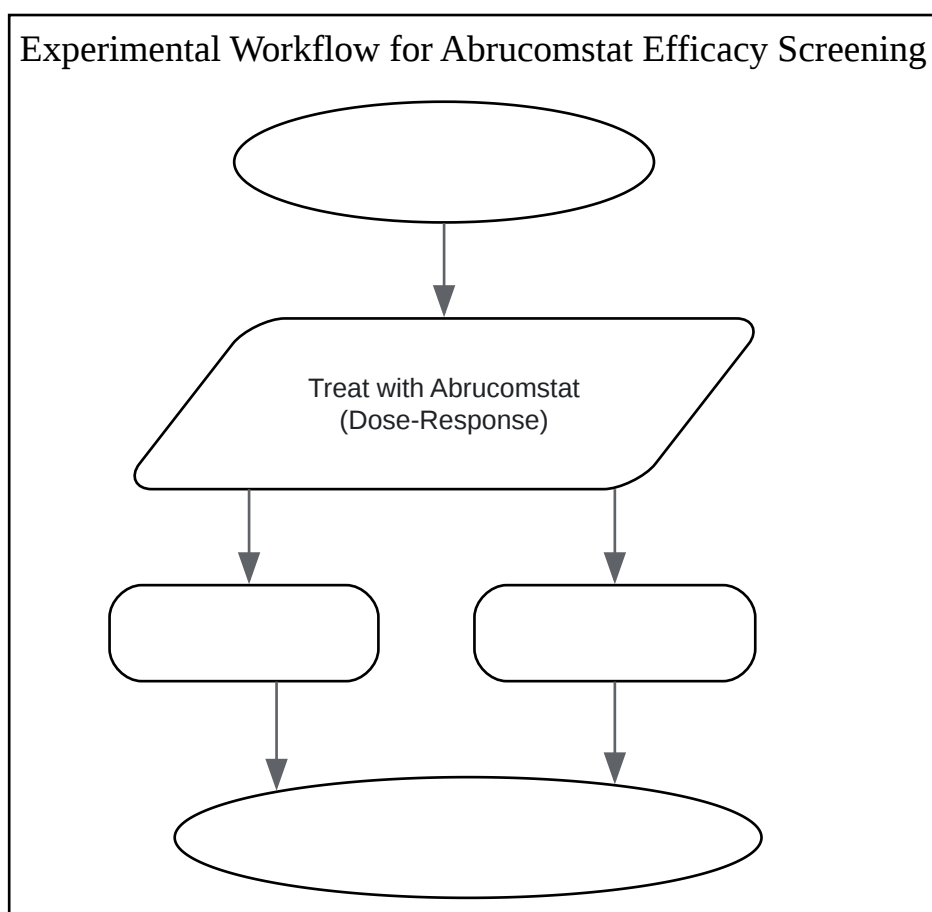 Experimental Workflow for Abrucomstat Efficacy Screening
Treat with Abrucomstat
(Dose-Response)